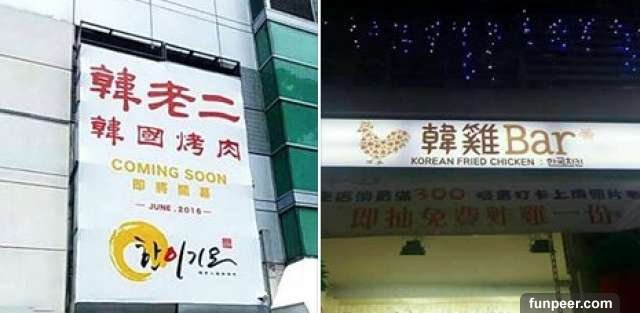 韓老二
韓國烤肉
COMING SOON
即將開幕
— JUNE . 2016 —
한이기요
韓雞Bar
KOREAN FRIED CHICKEN :
300
即抽免費炸雞一份
funpeer.com